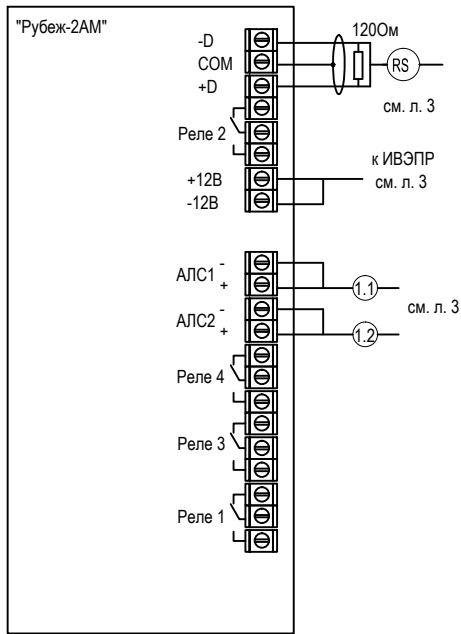 "Рубеж-2АМ"
-D
COM
+D
120Ом
RS
см. л. 3
Реле 2
к ИВЭПР
+12В
см. л. 3
-12В
АЛС1
-
+
1.1
см. л. 3
АЛС2
-
+
1.2
Реле 4
Реле 3
Реле 1